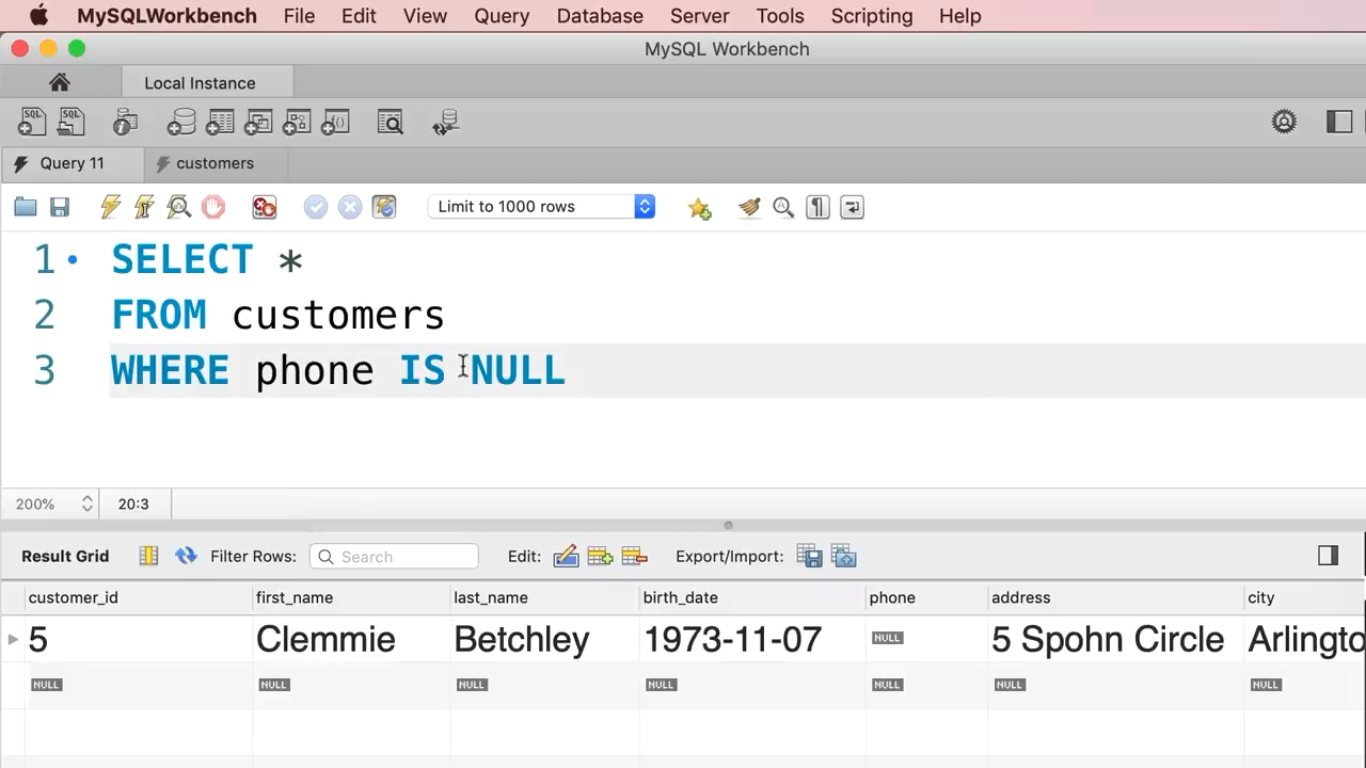 MySQLWorkbench File Edit View Query Database Server Tools Scripting Help
MySQL Workbench
Local Instance
SQL SQL
Query 11 customers
Limit to 1000 rows
1 SELECT *
2 FROM customers
3 WHERE phone IS NULL
200% 20:3
Result Grid Filter Rows: Search Edit: Export/Import:
customer_id first_name last_name birth_date phone address city
5 Clemmie Betchley 1973-11-07 NULL 5 Spohn Circle Arlingto
NULL NULL NULL NULL NULL NULL NULL